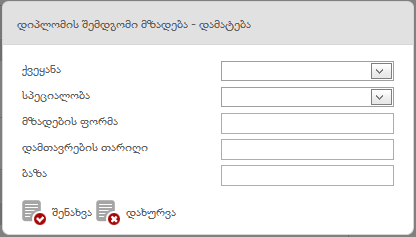 დიპლომის შემდგომი მზადება - დამატება
ქვეყანა
სპეციალობა
მზადების ფორმა
დამთავრების თარიღი
ბაზა
შენახვა დახურვა